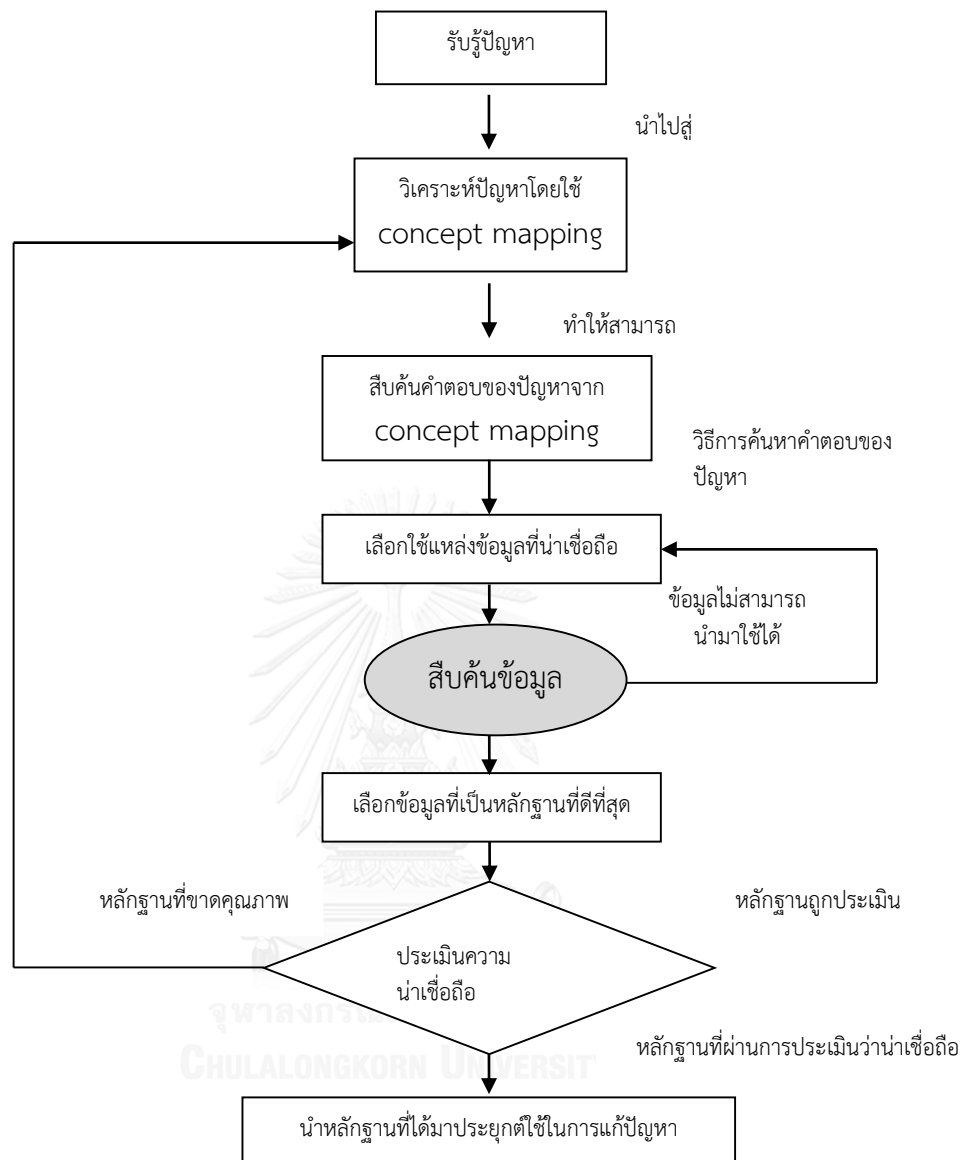 รับรู้ปัญหา
นำไปสู่
วิเคราะห์ปัญหาโดยใช้
concept mapping
ทำให้สามารถ
สืบค้นคำตอบของปัญหาจาก
concept mapping
วิธีการค้นหาคำตอบของ
ปัญหา
เลือกใช้แหล่งข้อมูลที่น่าเชื่อถือ
ข้อมูลไม่สามารถ
นำมาใช้ได้
สืบค้นข้อมูล
เลือกข้อมูลที่เป็นหลักฐานที่ดีที่สุด
หลักฐานที่ขาดคุณภาพ
หลักฐานถูกประเมิน
ประเมินความ
น่าเชื่อถือ
หลักฐานที่ผ่านการประเมินว่าน่าเชื่อถือ
CHULALONGKORN UNIVERSIT
นำหลักฐานที่ได้มาประยุกต์ใช้ในการแก้ปัญหา